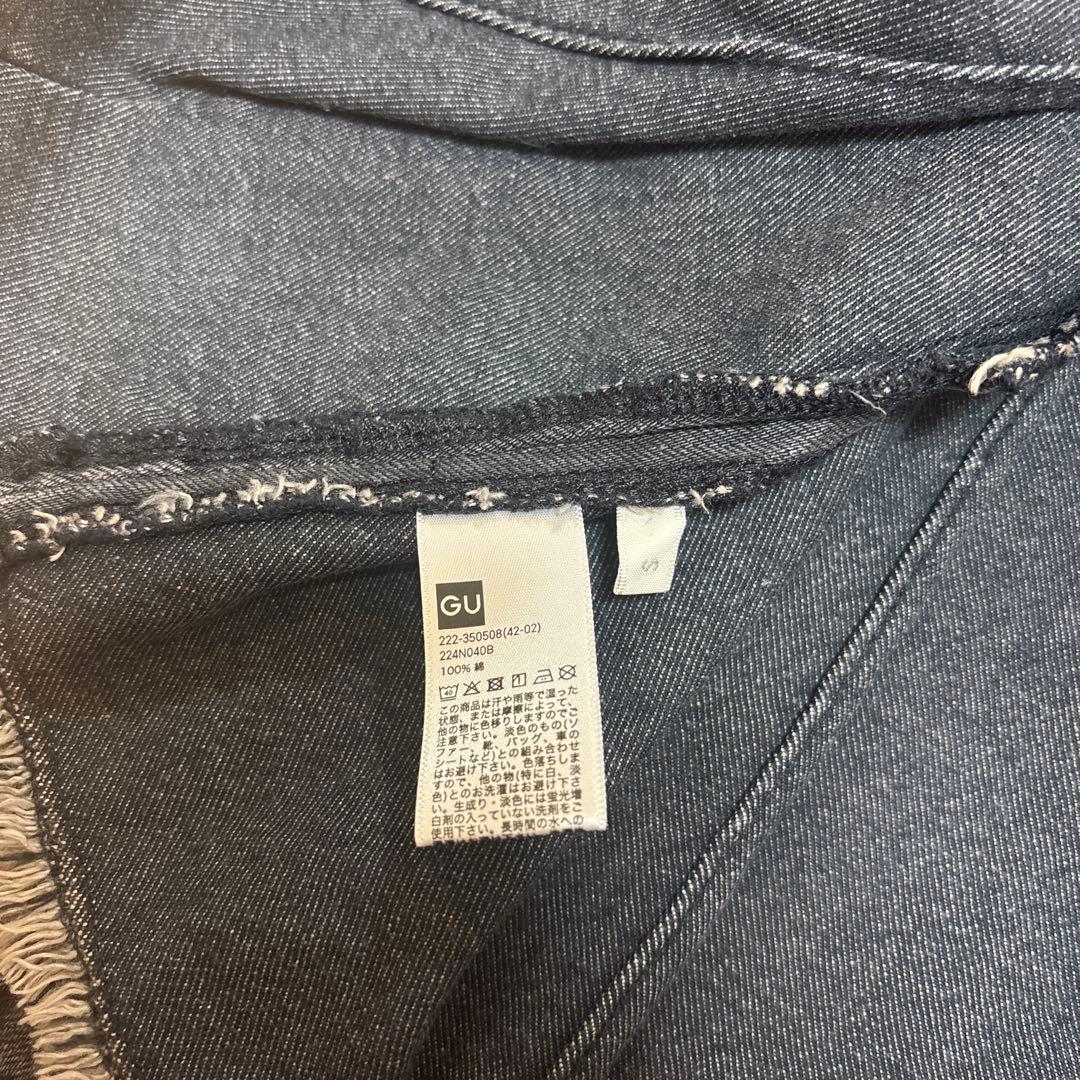 GU
S
222-350508(42-02)
224N040B
100% 綿
40
この商品は汗や雨等で湿った
状態、または摩擦によって、
他の物に色移りしますのでご
注意下さい。淡色のもの(ソ
ファー、靴、バッグ、車の
シートなど)との組み合わせ
はお避け下さい。色落ちしま
すので、他の物(特に白、淡
色)とのお洗濯はお避け下さ
い。生成り・淡色には蛍光増
白剤の入っていない洗剤をご
使用下さい。長時間の水への